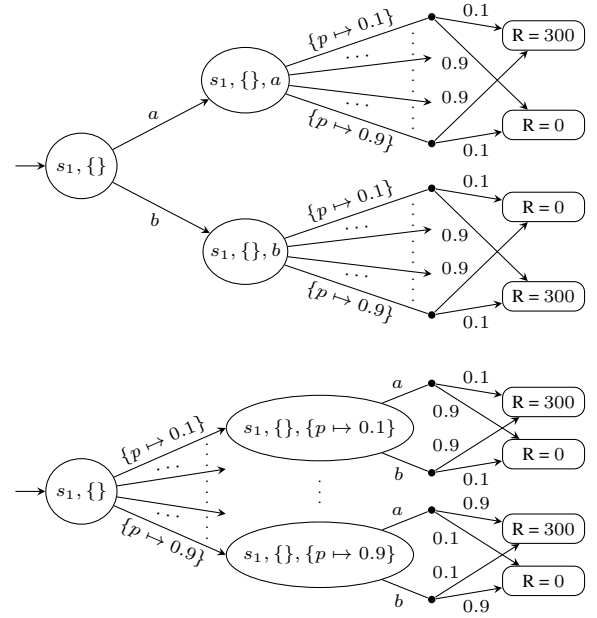 0.1
{p ↦ 0.1}
R = 300
...
0.9
s₁, {}, a
...
0.9
a
{p ↦ 0.9}
R = 0
0.1
s₁, {}
0.1
{p ↦ 0.1}
R = 0
b
...
0.9
s₁, {}, b
...
0.9
{p ↦ 0.9}
R = 300
0.1
a
0.1
R = 300
{p ↦ 0.1}
s₁, {}, {p ↦ 0.1}
0.9
...
0.9
R = 0
b
0.1
s₁, {}
a
0.9
...
R = 300
{p ↦ 0.9}
s₁, {}, {p ↦ 0.9}
0.1
0.1
R = 0
b
0.9